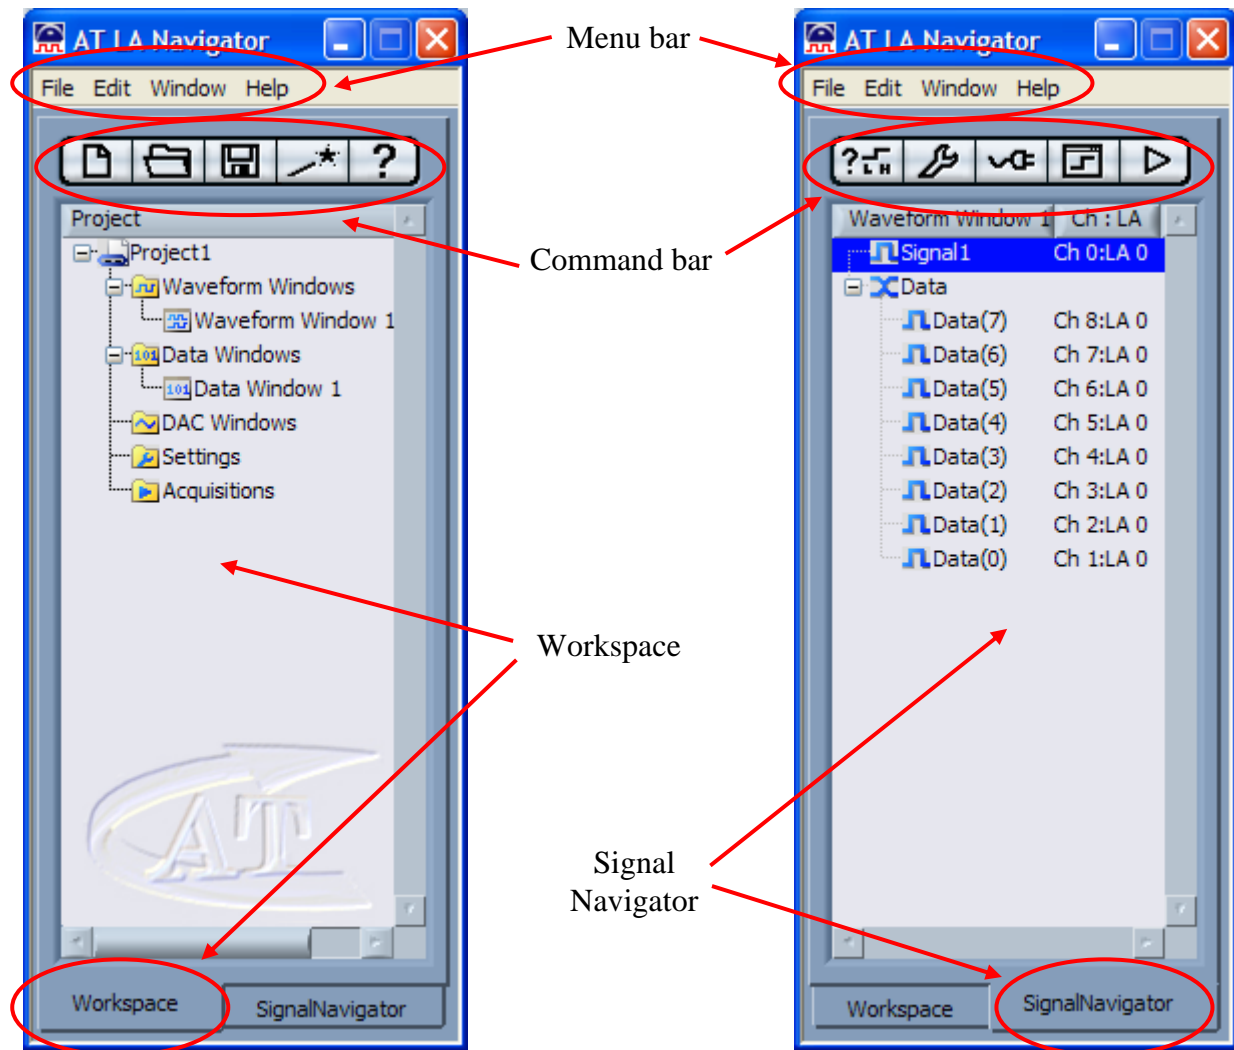 AT LA Navigator
File Edit Window Help
?
Project
Project1
Waveform Windows
Waveform Window 1
Data Windows
101 Data Window 1
DAC Windows
Settings
Acquisitions
AT
Workspace
SignalNavigator
Menu bar
Command bar
Workspace
Signal
Navigator
AT LA Navigator
File Edit Window Help
? L H
Waveform Window 1 Ch : LA
Signal1 Ch 0:LA 0
Data
Data(7) Ch 8:LA 0
Data(6) Ch 7:LA 0
Data(5) Ch 6:LA 0
Data(4) Ch 5:LA 0
Data(3) Ch 4:LA 0
Data(2) Ch 3:LA 0
Data(1) Ch 2:LA 0
Data(0) Ch 1:LA 0
Workspace
SignalNavigator